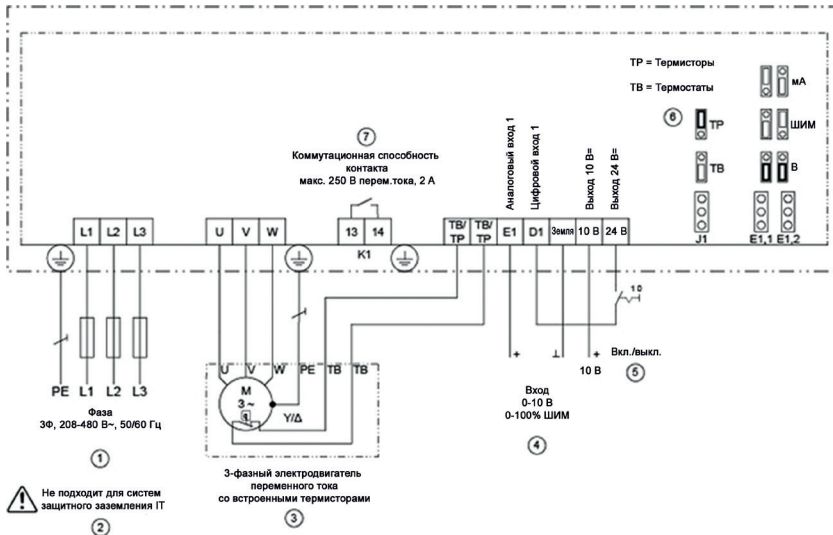 ТР = Термисторы
ТВ = Термостаты
мА
6
ТР
ШИМ
7
Коммутационная способность
контакта
макс. 250 В перем.тока, 2 А
Аналоговый вход 1
Цифровой вход 1
Выход 10 В=
Выход 24 В=
ТВ
В
L1 L2 L3
U V W
13 14
ТВ/ТР ТВ/ТР E1 D1 Земля 10 В 24 В
K1
J1
E1,1 E1,2
1 0
U V W PE ТВ ТВ
+ ⊥ +
10 В
Вкл./выкл.
5
PE L1 L2 L3
M
3 ~
Y/Δ
Фаза
3Ф, 208-480 В~, 50/60 Гц
1
Вход
0-10 В
0-100% ШИМ
4
Не подходит для систем
защитного заземления IT
2
3-фазный электродвигатель
переменного тока
со встроенными термисторами
3